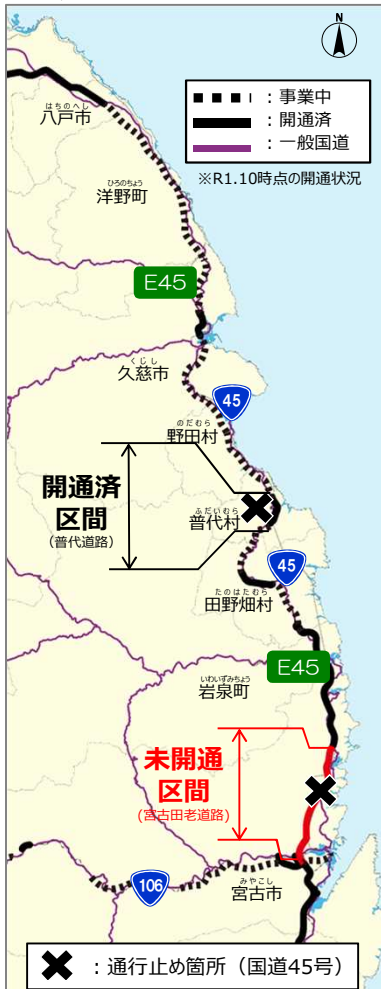 N
：事業中
：開通済
：一般国道
※R1.10時点の開通状況
はちのへし
八戸市
ひろのちょう
洋野町
E45
くじし
久慈市
45
のだむら
野田村
開通済
区間
(普代道路)
ふだいむら
普代村
45
たのはたむら
田野畑村
E45
いわいずみちょう
岩泉町
未開通
区間
(宮古田老道路)
106
みやこし
宮古市
：通行止め箇所（国道45号）